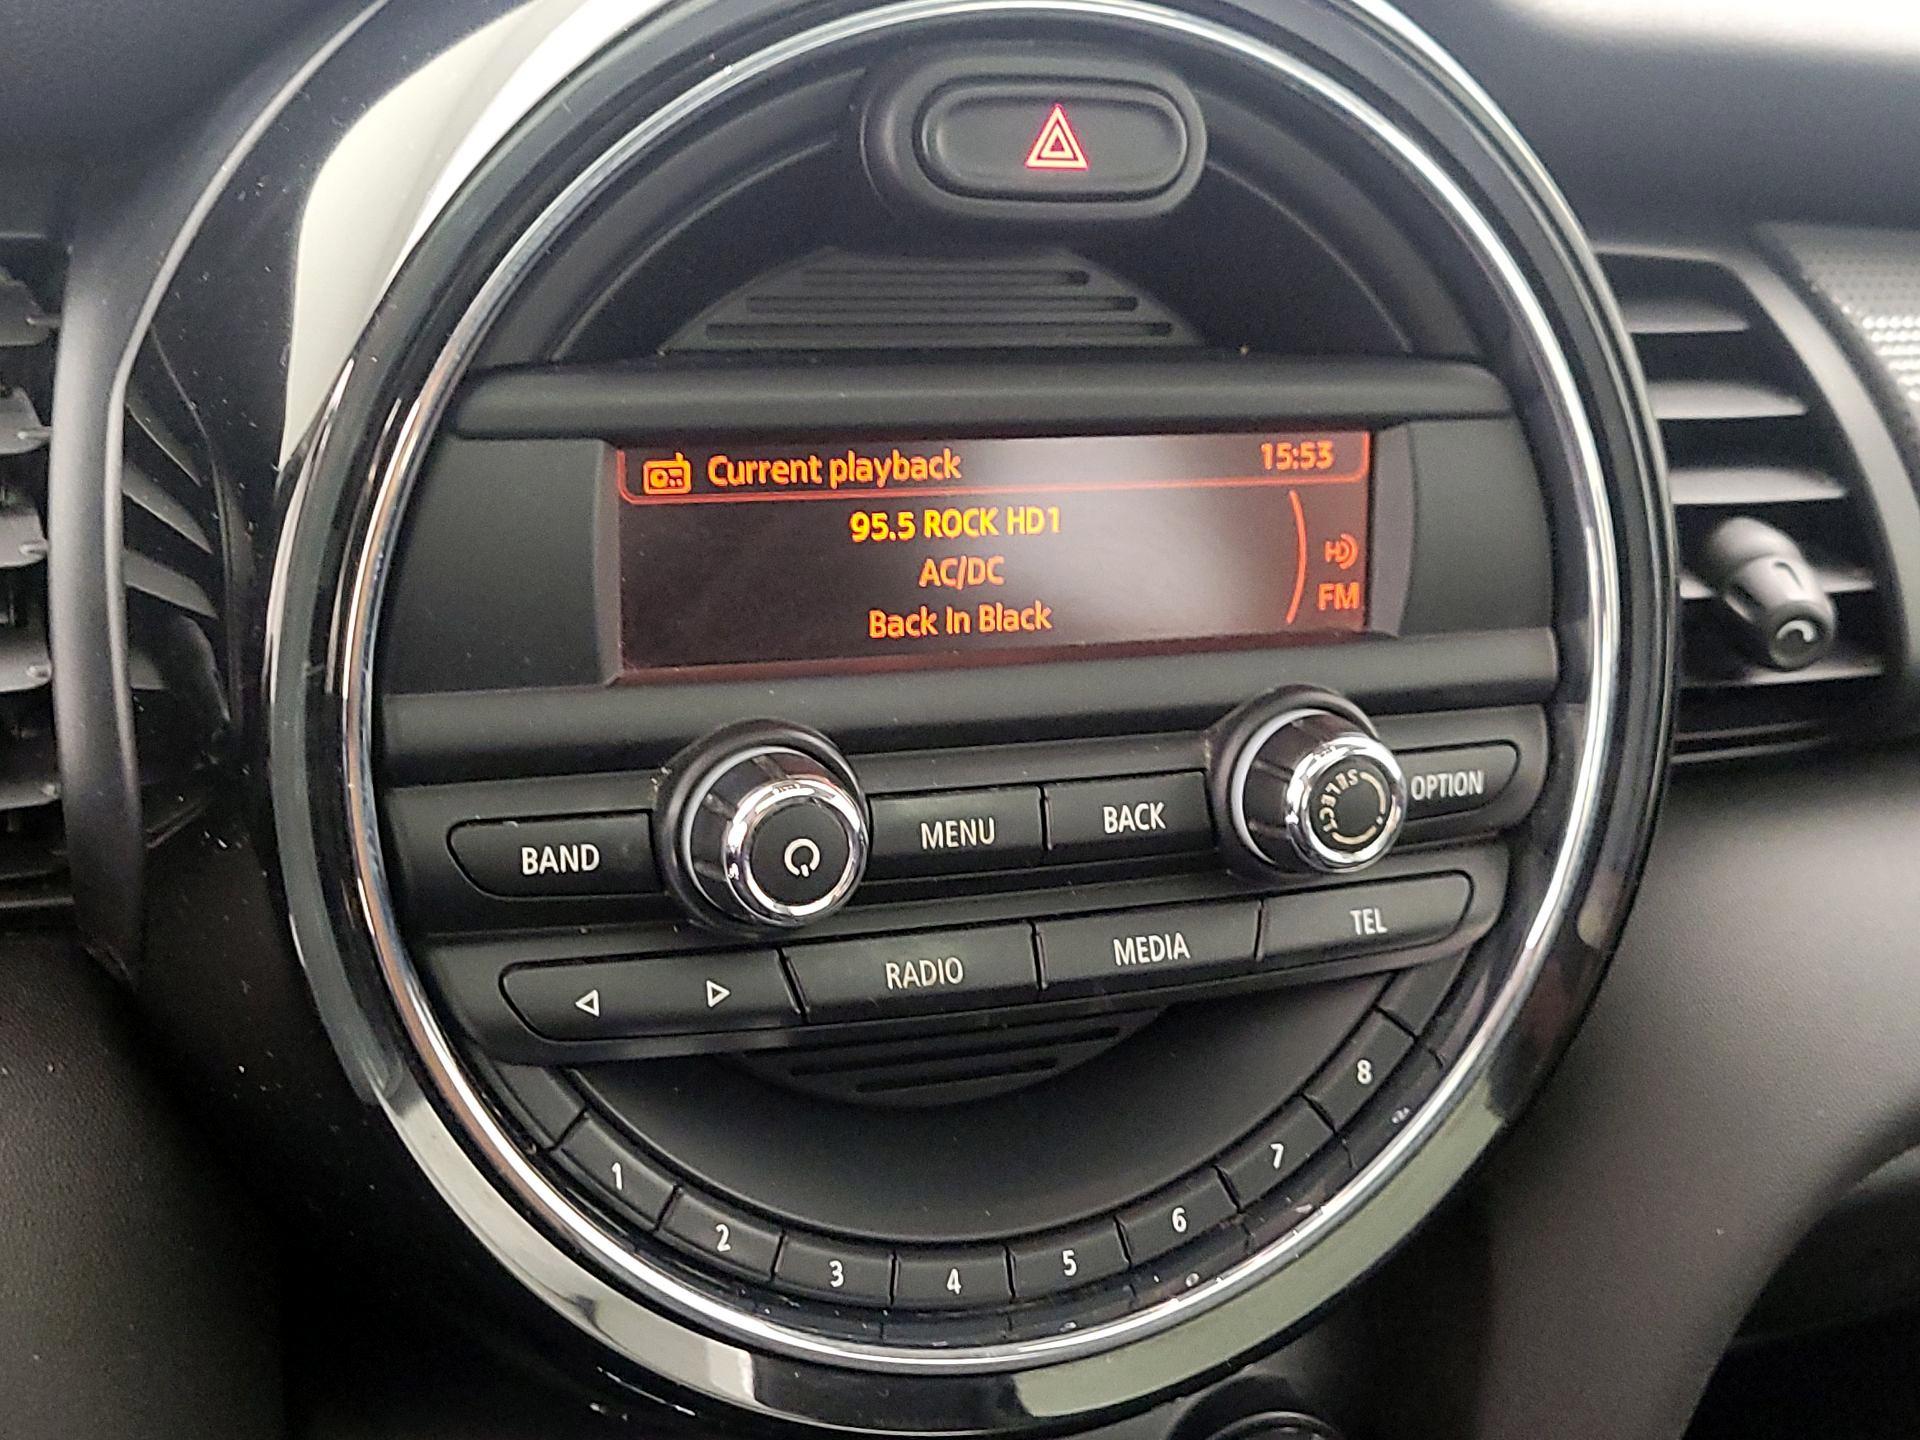 Current playback 15:53
95.5 ROCK HD1
AC/DC
HD
Back In Black
FM
BAND
MENU
BACK
SELECT
OPTION
RADIO
MEDIA
TEL
1
2
3
4
5
6
7
8